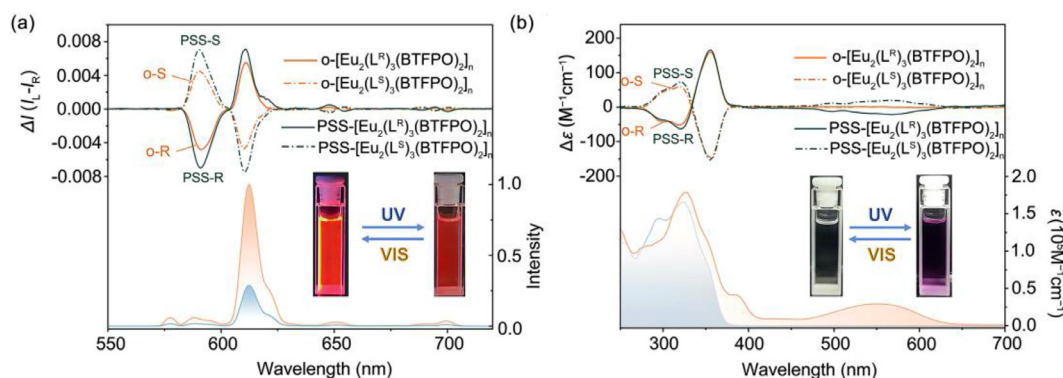 (a)
0.008
0.004
0.000
-0.004
-0.008
ΔI (I_L-I_R)
PSS-S
o-S
o-R
PSS-R
o-[Eu₂(Lᴿ)₃(BTFPO)₂]ₙ
o-[Eu₂(Lˢ)₃(BTFPO)₂]ₙ
PSS-[Eu₂(Lᴿ)₃(BTFPO)₂]ₙ
PSS-[Eu₂(Lˢ)₃(BTFPO)₂]ₙ
UV
VIS
1.0
0.5
0.0
Intensity
550 600 650 700
Wavelength (nm)
(b)
200
100
0
-100
-200
Δε (M⁻¹cm⁻¹)
o-S
PSS-S
o-R
PSS-R
o-[Eu₂(Lᴿ)₃(BTFPO)₂]ₙ
o-[Eu₂(Lˢ)₃(BTFPO)₂]ₙ
PSS-[Eu₂(Lᴿ)₃(BTFPO)₂]ₙ
PSS-[Eu₂(Lˢ)₃(BTFPO)₂]ₙ
UV
VIS
2.0
1.5
1.0
0.5
0.0
300 400 500 600 700
Wavelength (nm)